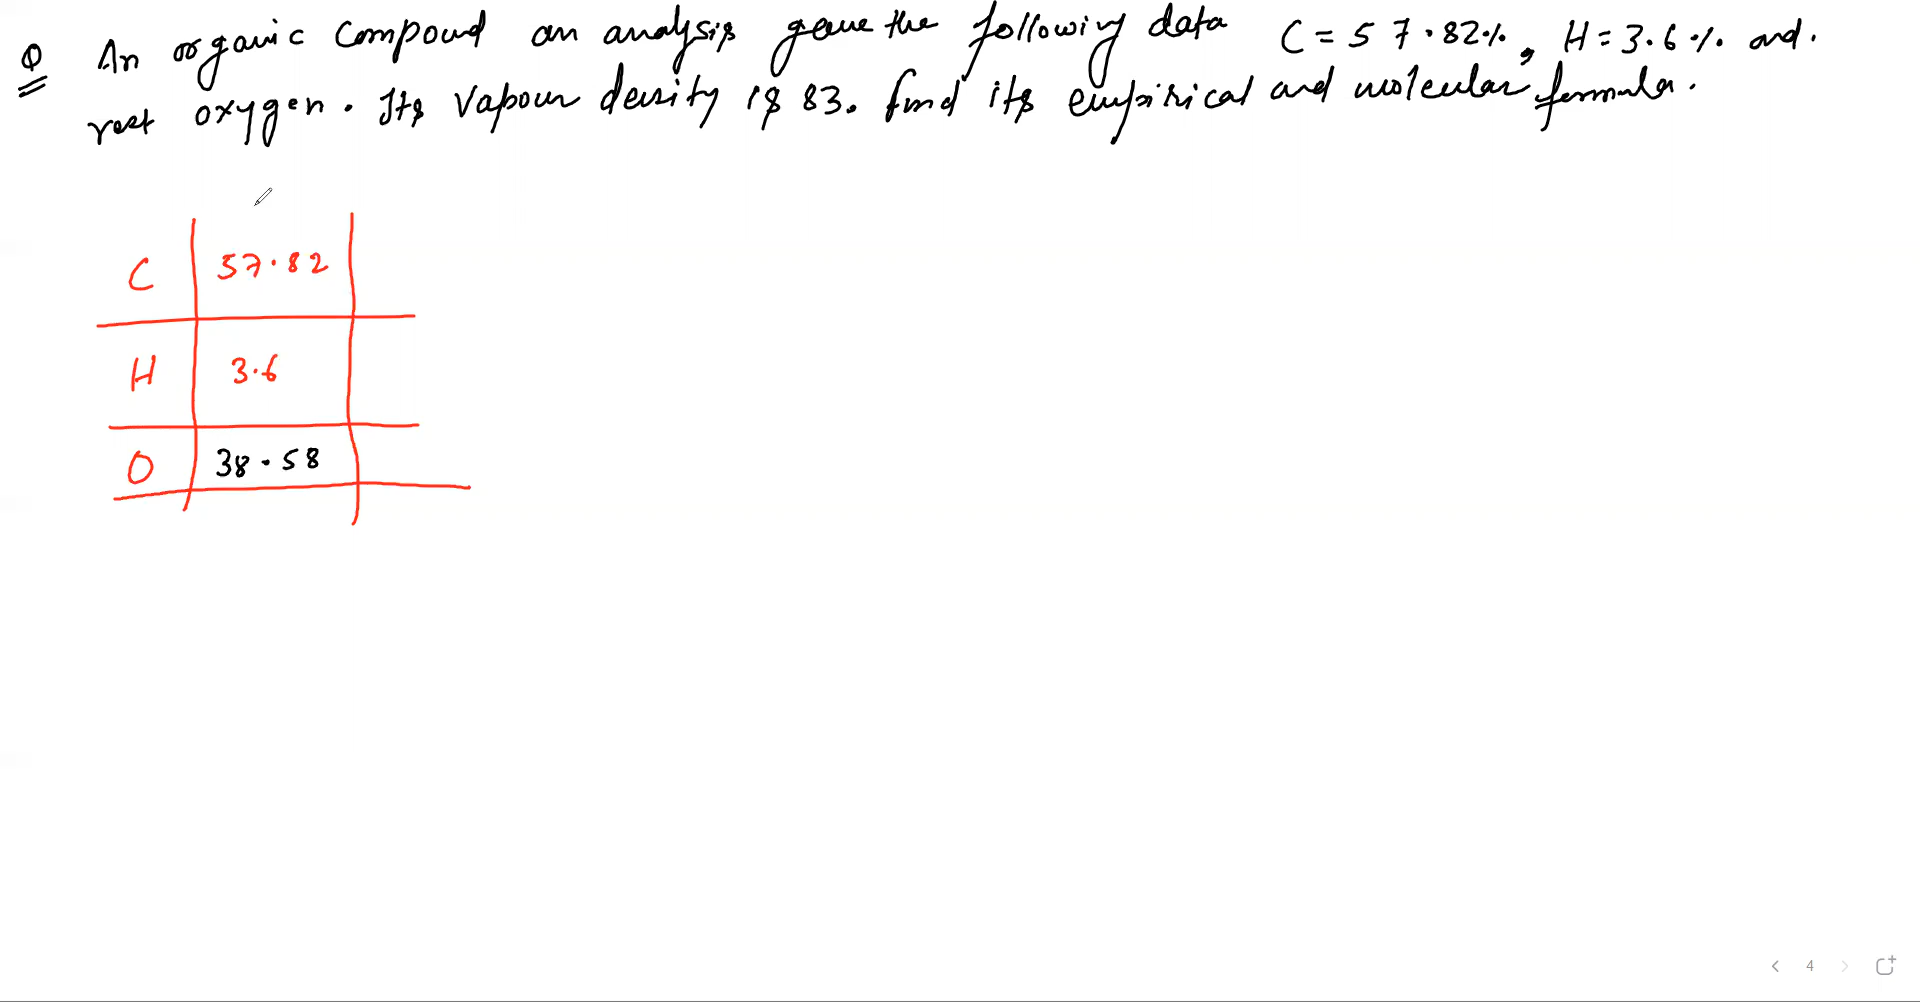 Q An organic compound on analysis gave the following data C = 57.82%, H = 3.6% and.
rest oxygen. Its vapour density is 83. find its empirical and molecular formula.
C 57.82
H 3.6
O 38.58
4